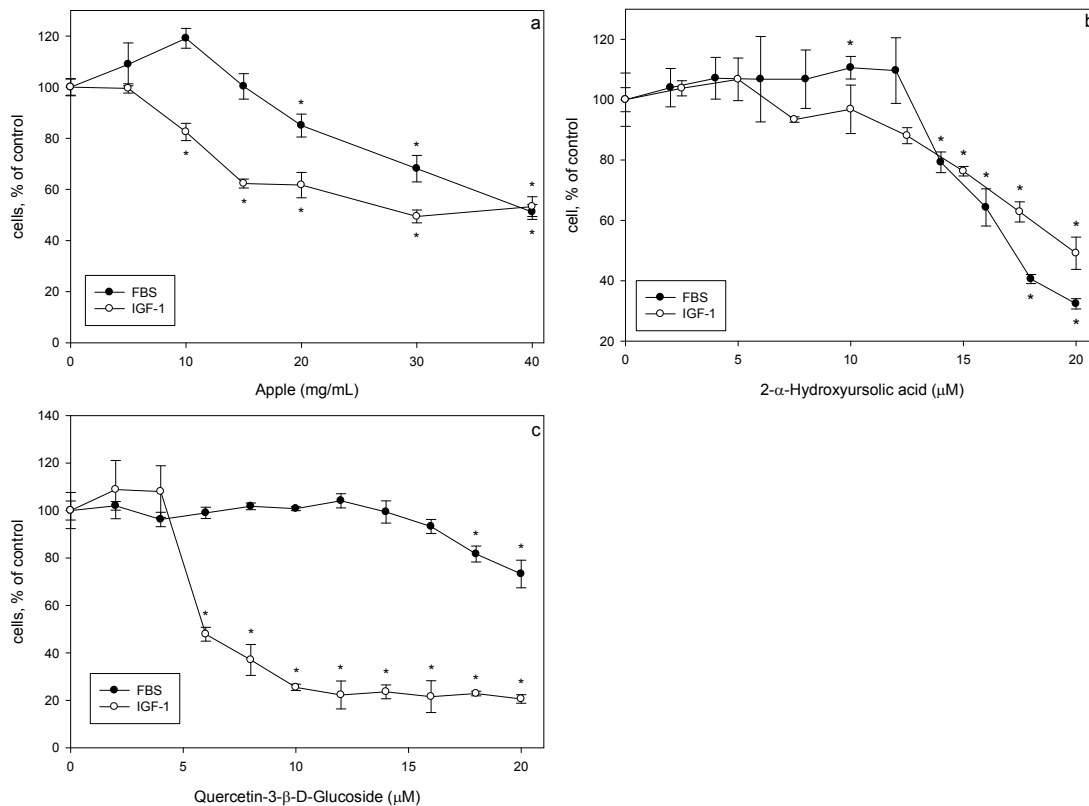 a
120
100
80
60
40
20
0
cells, % of control
* * * * * * * *
FBS
IGF-1
0 10 20 30 40
Apple (mg/mL)
b
120
100
80
60
40
20
cell, % of control
* * * * * * * *
FBS
IGF-1
0 5 10 15 20
2-α-Hydroxyursolic acid (μM)
c
140
120
100
80
60
40
20
0
cells, % of control
* * * * * * * * * *
FBS
IGF-1
0 5 10 15 20
Quercetin-3-β-D-Glucoside (μM)